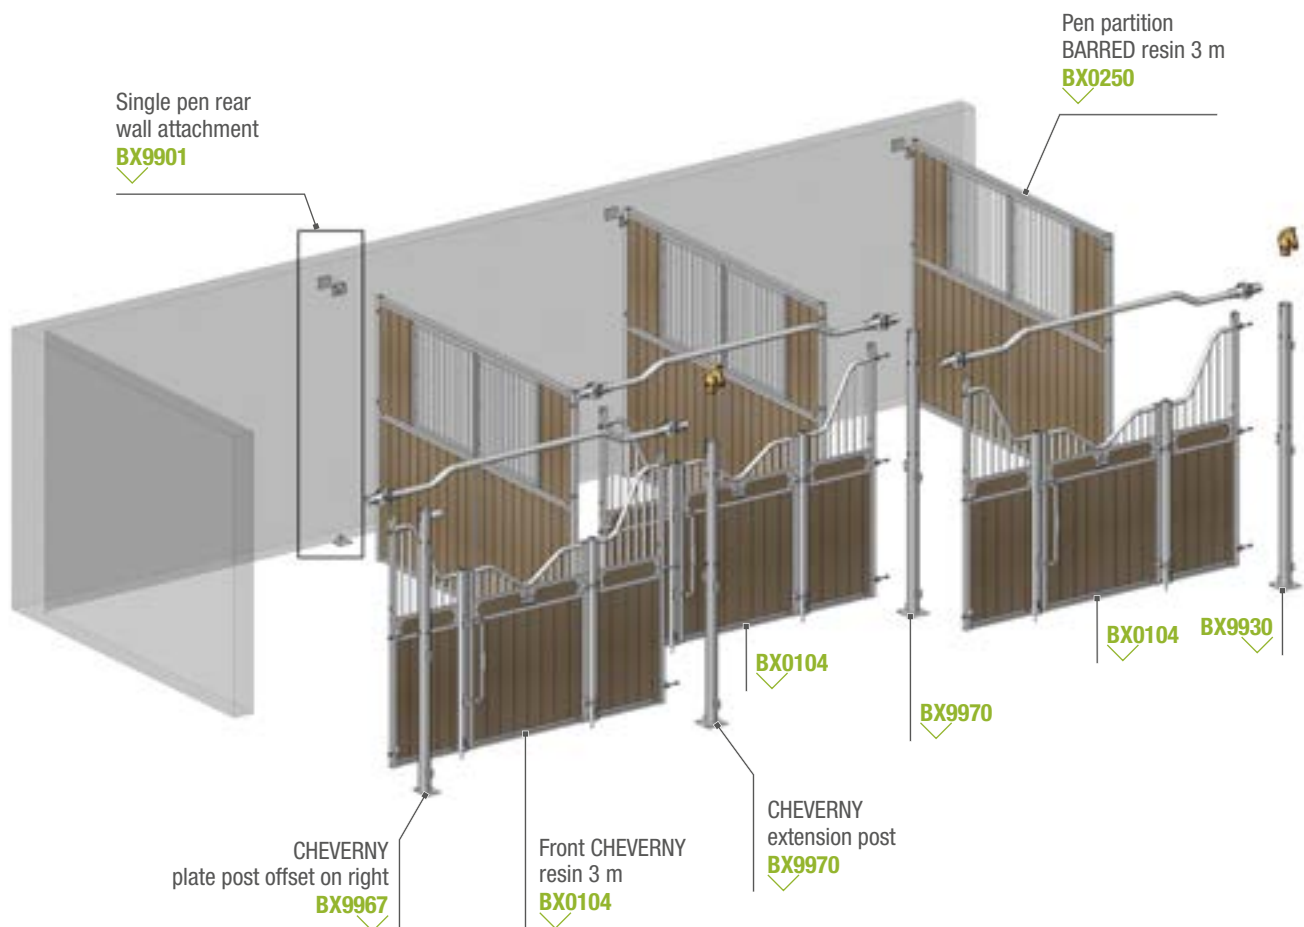 Pen partition
BARRED resin 3 m
BX0250
Single pen rear
wall attachment
BX9901
BX0104
BX9930
BX0104
BX9970
CHEVERNY
extension post
BX9970
CHEVERNY
plate post offset on right
BX9967
Front CHEVERNY
resin 3 m
BX0104